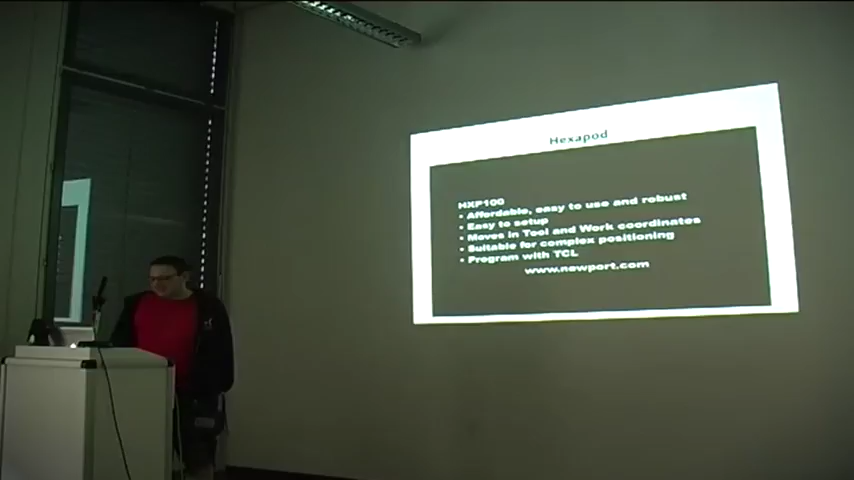 Hexapod
HXP100
• Affordable, easy to use and robust
• Easy to setup
• Moves in Tool and Work coordinates
• Suitable for complex positioning
• Program with TCL
www.newport.com